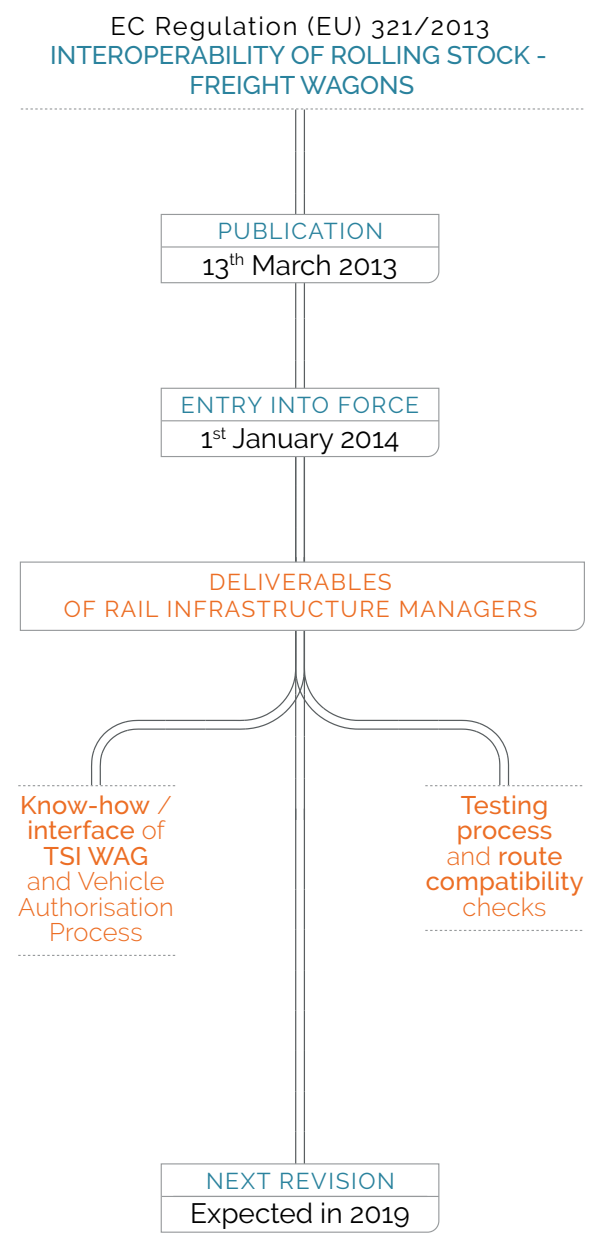 EC Regulation (EU) 321/2013
INTEROPERABILITY OF ROLLING STOCK -
FREIGHT WAGONS
PUBLICATION
13th March 2013
ENTRY INTO FORCE
1st January 2014
DELIVERABLES
OF RAIL INFRASTRUCTURE MANAGERS
Know-how /
interface of
TSI WAG
and Vehicle
Authorisation
Process
Testing
process
and route
compatibility
checks
NEXT REVISION
Expected in 2019